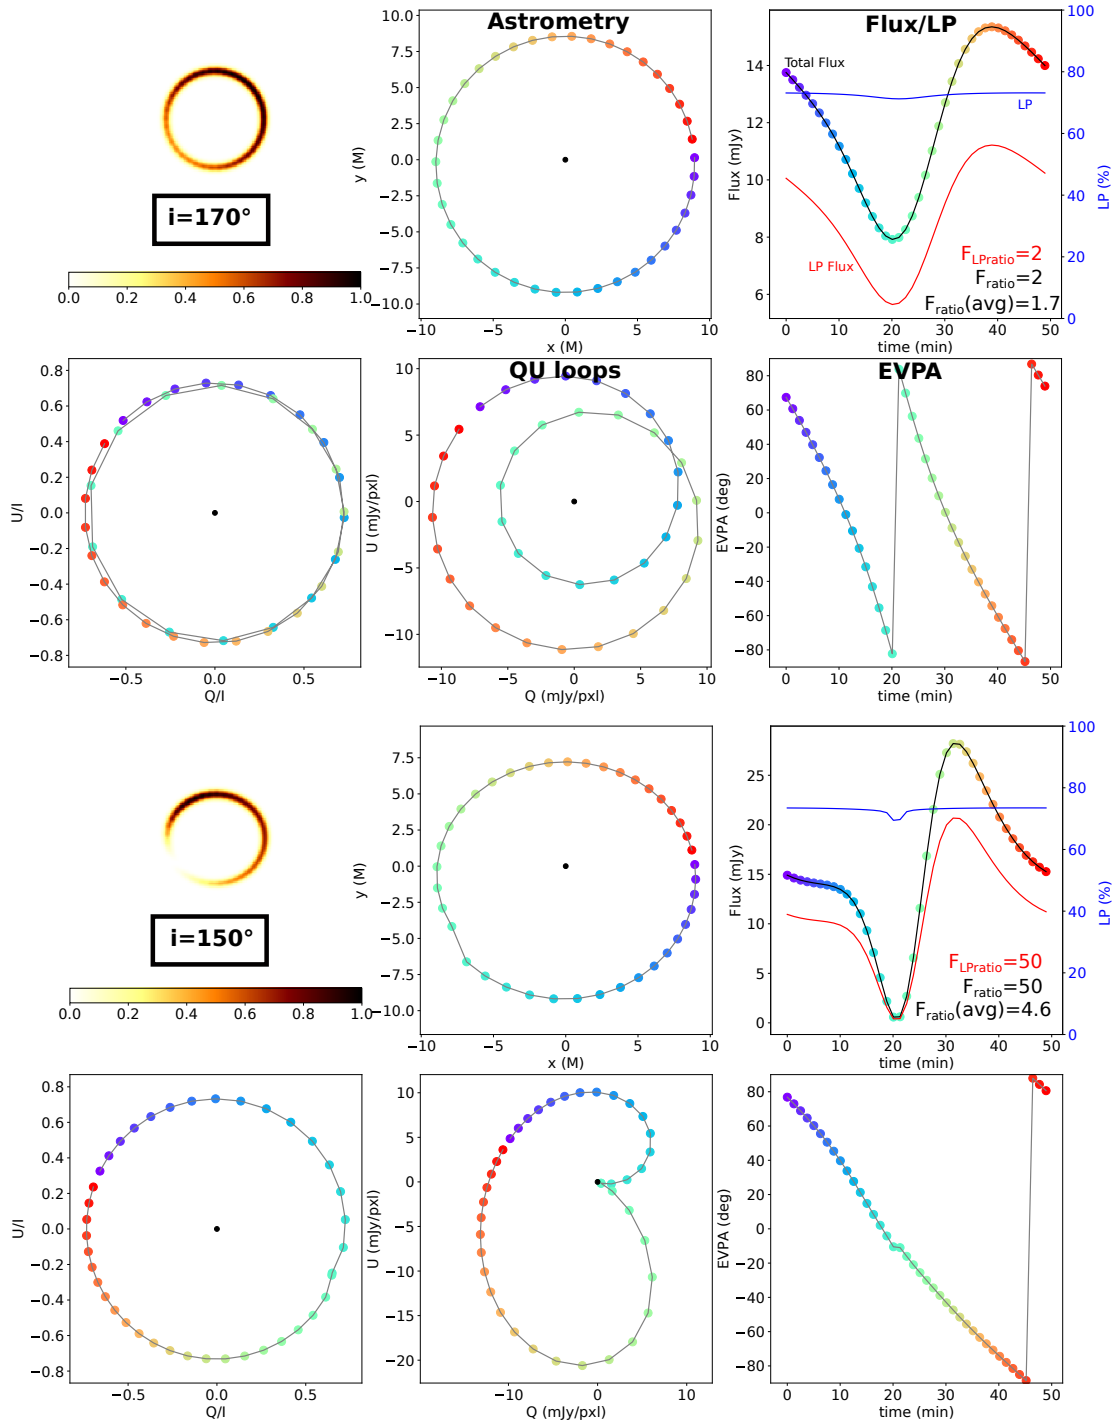 Astrometry
Flux/LP
10.0
7.5
5.0
2.5
0.0
−2.5
−5.0
−7.5
−10.0
y (M)
−10
−5
0
5
10
x (M)
i=170°
0.0 0.2 0.4 0.6 0.8 1.0
14
12
10
8
6
Flux (mJy)
Total Flux
LP
LP Flux
F_LPratio=2
F_ratio=2
F_ratio(avg)=1.7
100
80
60
40
20
0
LP (%)
0 10 20 30 40 50
time (min)
QU loops
EVPA
0.8
0.6
0.4
0.2
0.0
−0.2
−0.4
−0.6
−0.8
U/I
−0.5 0.0 0.5
Q/I
10
5
0
−5
−10
U (mJy/pxl)
−10 −5 0 5 10
Q (mJy/pxl)
80
60
40
20
0
−20
−40
−60
−80
EVPA (deg)
0 10 20 30 40 50
time (min)
i=150°
0.0 0.2 0.4 0.6 0.8 1.0
7.5
5.0
2.5
0.0
−2.5
−5.0
−7.5
−10.0
y (M)
−10 −5 0 5 10
x (M)
25
20
15
10
5
0
Flux (mJy)
F_LPratio=50
F_ratio=50
F_ratio(avg)=4.6
100
80
60
40
20
0
LP (%)
0 10 20 30 40 50
time (min)
0.8
0.6
0.4
0.2
0.0
−0.2
−0.4
−0.6
−0.8
U/I
−0.5 0.0 0.5
Q/I
10
5
0
−5
−10
−15
−20
U (mJy/pxl)
−10 0 10
Q (mJy/pxl)
80
60
40
20
0
−20
−40
−60
−80
EVPA (deg)
0 10 20 30 40 50
time (min)